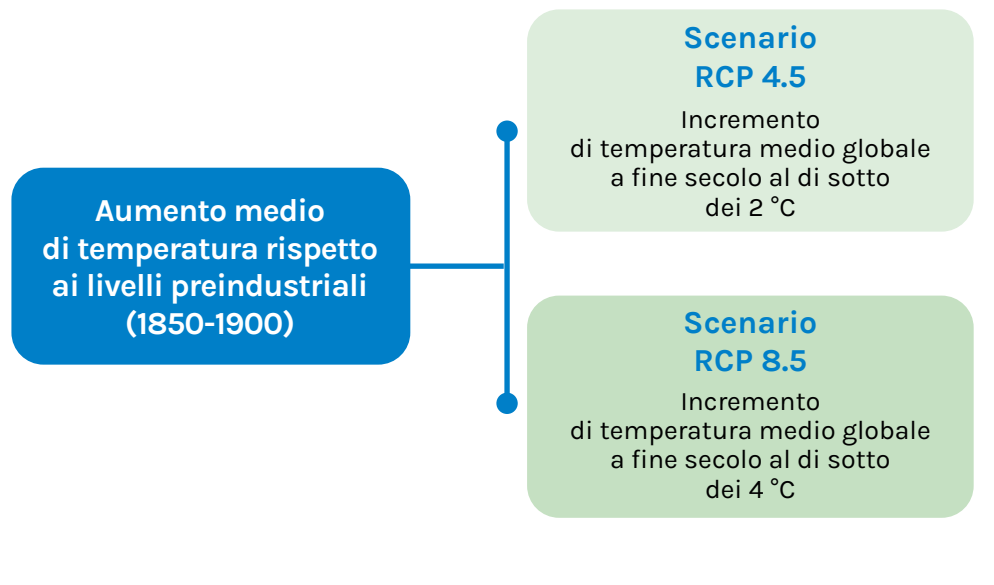 Aumento medio
di temperatura rispetto
ai livelli preindustriali
(1850-1900)
Scenario
RCP 4.5
Incremento
di temperatura medio globale
a fine secolo al di sotto
dei 2 °C
Scenario
RCP 8.5
Incremento
di temperatura medio globale
a fine secolo al di sotto
dei 4 °C